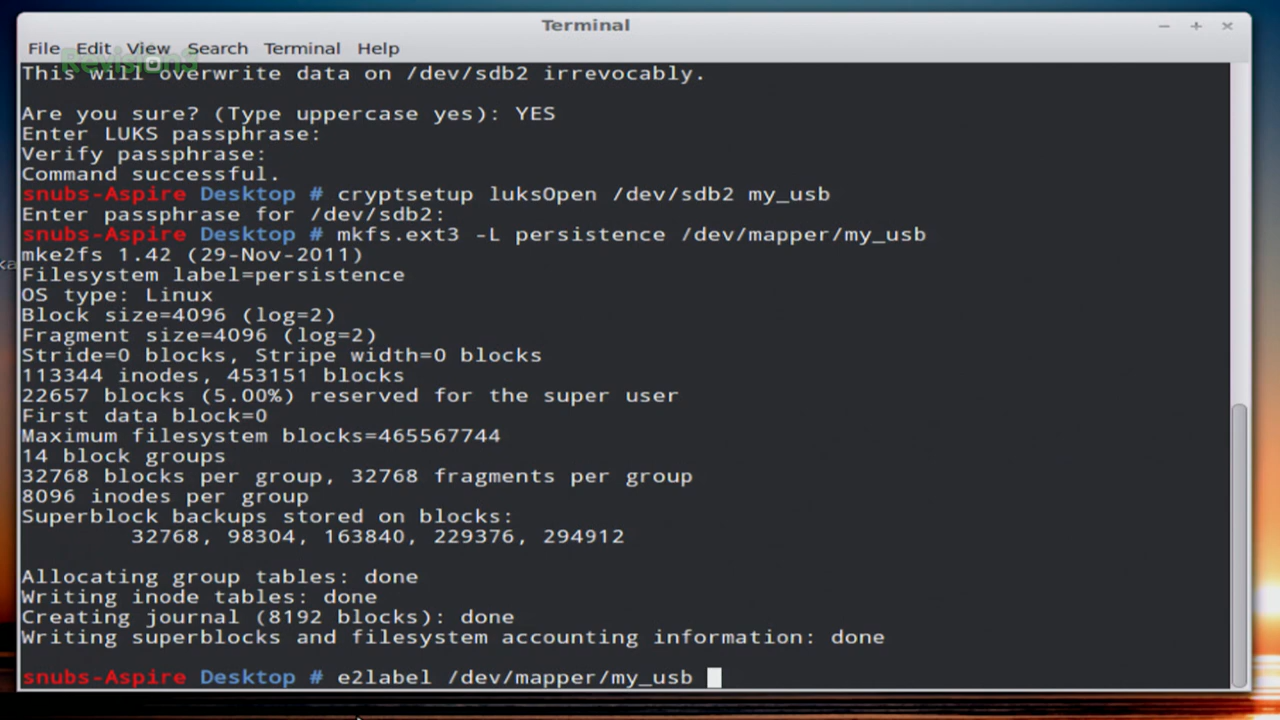 Terminal
File Edit View Search Terminal Help
Revision3
This will overwrite data on /dev/sdb2 irrevocably.
Are you sure? (Type uppercase yes): YES
Enter LUKS passphrase:
Verify passphrase:
Command successful.
snubs-Aspire Desktop # cryptsetup luksOpen /dev/sdb2 my_usb
Enter passphrase for /dev/sdb2:
snubs-Aspire Desktop # mkfs.ext3 -L persistence /dev/mapper/my_usb
mke2fs 1.42 (29-Nov-2011)
Filesystem label=persistence
OS type: Linux
Block size=4096 (log=2)
Fragment size=4096 (log=2)
Stride=0 blocks, Stripe width=0 blocks
113344 inodes, 453151 blocks
22657 blocks (5.00%) reserved for the super user
First data block=0
Maximum filesystem blocks=465567744
14 block groups
32768 blocks per group, 32768 fragments per group
8096 inodes per group
Superblock backups stored on blocks:
32768, 98304, 163840, 229376, 294912
Allocating group tables: done
Writing inode tables: done
Creating journal (8192 blocks): done
Writing superblocks and filesystem accounting information: done
snubs-Aspire Desktop # e2label /dev/mapper/my_usb